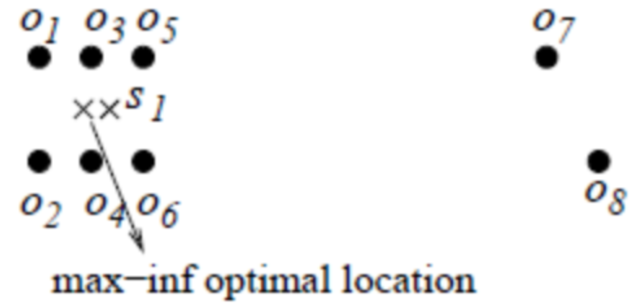 o1 o3 o5 o7
××s1
o2 o4 o6 o8
max−inf optimal location